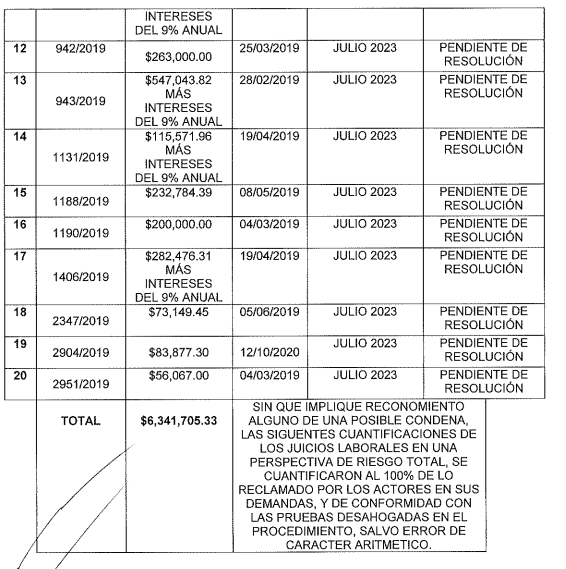 INTERESES
DEL 9% ANUAL
12 942/2019 $263,000.00 25/03/2019 JULIO 2023 PENDIENTE DE
RESOLUCIÓN
13 943/2019 $547,043.82 28/02/2019 JULIO 2023 PENDIENTE DE
MÁS RESOLUCIÓN
INTERESES
DEL 9% ANUAL
14 1131/2019 $115,571.96 19/04/2019 JULIO 2023 PENDIENTE DE
MÁS RESOLUCIÓN
INTERESES
DEL 9% ANUAL
15 1188/2019 $232,784.39 08/05/2019 JULIO 2023 PENDIENTE DE
RESOLUCIÓN
16 1190/2019 $200,000.00 04/03/2019 JULIO 2023 PENDIENTE DE
RESOLUCIÓN
17 1406/2019 $282,476.31 19/04/2019 JULIO 2023 PENDIENTE DE
MÁS RESOLUCIÓN
INTERESES
DEL 9% ANUAL
18 2347/2019 $73,149.45 05/06/2019 JULIO 2023 PENDIENTE DE
RESOLUCIÓN
19 2904/2019 $83,877.30 12/10/2020 JULIO 2023 PENDIENTE DE
RESOLUCIÓN
20 2951/2019 $56,067.00 04/03/2019 JULIO 2023 PENDIENTE DE
RESOLUCIÓN
TOTAL $6,341,705.33 SIN QUE IMPLIQUE RECONOMIENTO
ALGUNO DE UNA POSIBLE CONDENA,
LAS SIGUENTES CUANTIFICACIONES DE
LOS JUICIOS LABORALES EN UNA
PERSPECTIVA DE RIESGO TOTAL, SE
CUANTIFICARON AL 100% DE LO
RECLAMADO POR LOS ACTORES EN SUS
DEMANDAS, Y DE CONFORMIDAD CON
LAS PRUEBAS DESAHOGADAS EN EL
PROCEDIMIENTO, SALVO ERROR DE
CARACTER ARITMETICO.